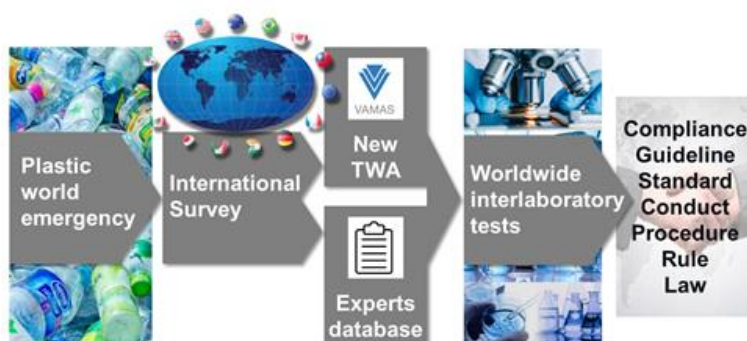 Plastic
world
emergency
International
Survey
VAMAS
New
TWA
Experts
database
Worldwide
interlaboratory
tests
Compliance
Guideline
Standard
Conduct
Procedure
Rule
Law